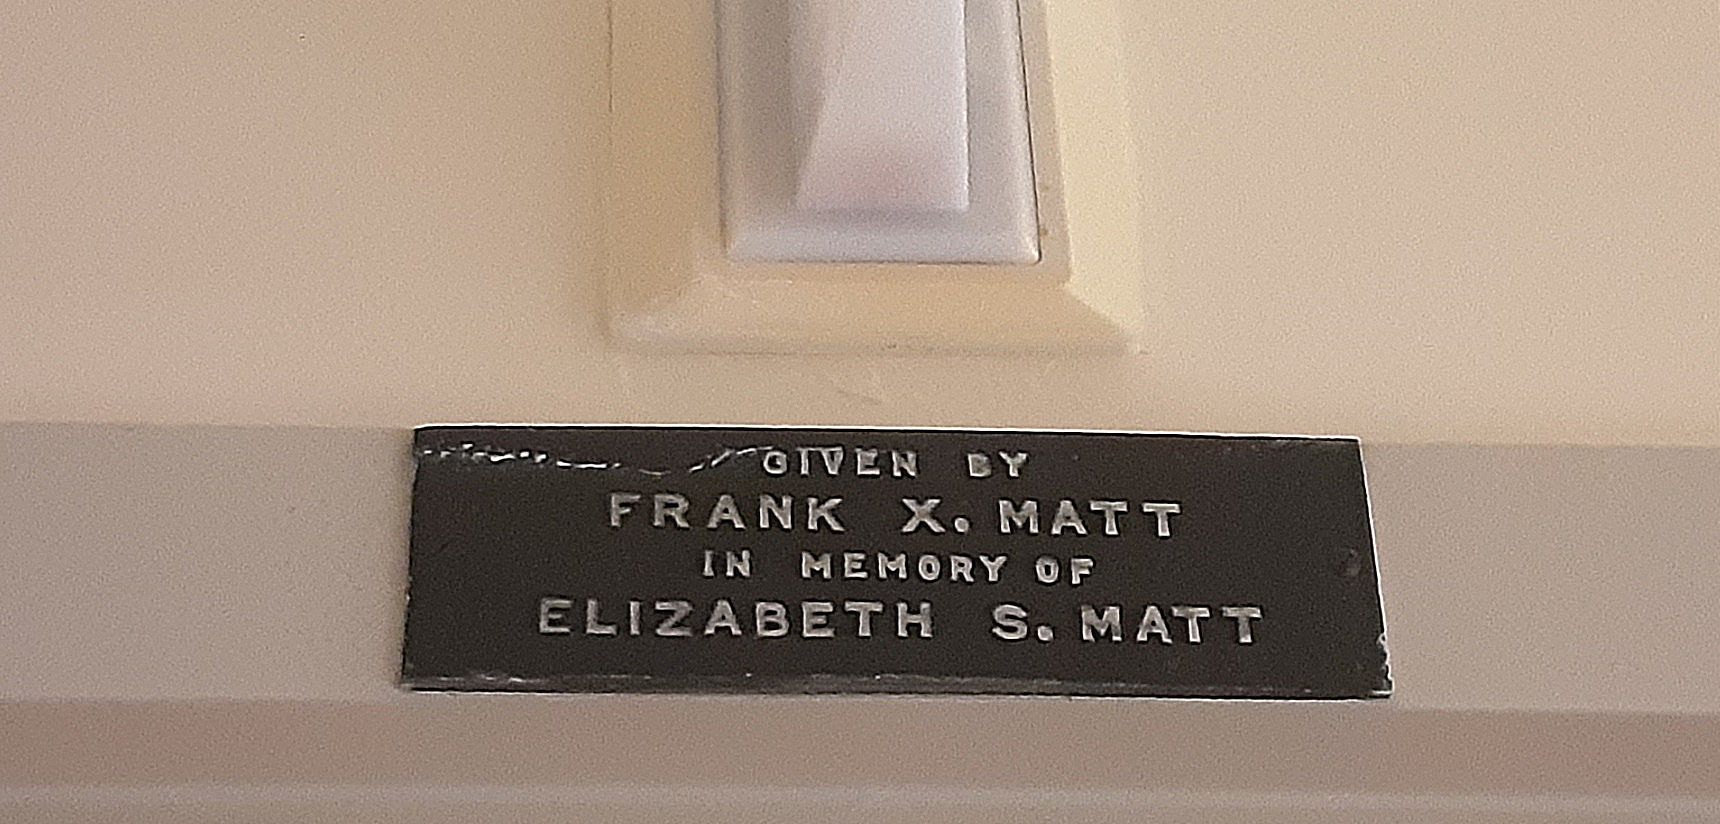 GIVEN BY
FRANK X. MATT
IN MEMORY OF
ELIZABETH S. MATT